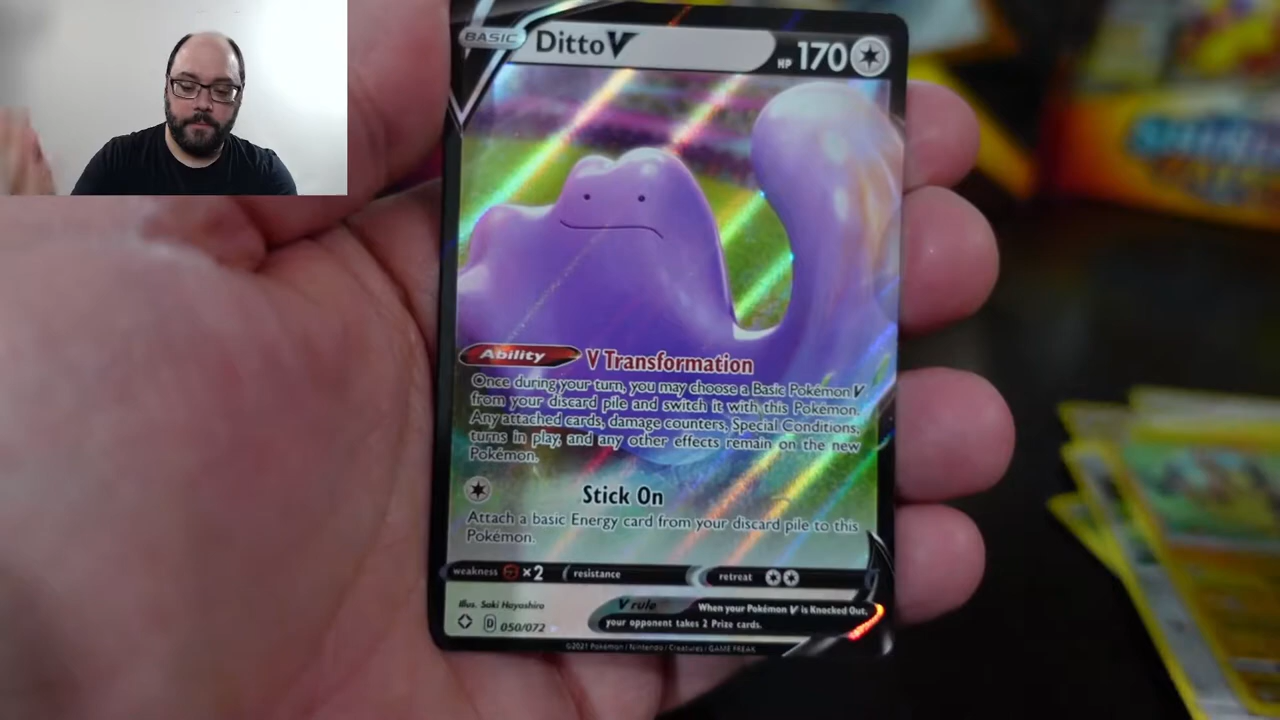 BASIC
Ditto V HP 170
Ability V Transformation
Once during your turn, you may choose a Basic Pokémon V
from your discard pile and switch it with this Pokémon.
Any attached cards, damage counters, Special Conditions,
turns in play, and any other effects remain on the new
Pokémon.
Stick On
Attach a basic Energy card from your discard pile to this
Pokémon.
weakness ×2 resistance retreat
Illus. Saki Hayashiro
V rule When your Pokémon V is Knocked Out,
your opponent takes 2 Prize cards.
D 050/072
©2021 Pokémon / Nintendo / Creatures / GAME FREAK